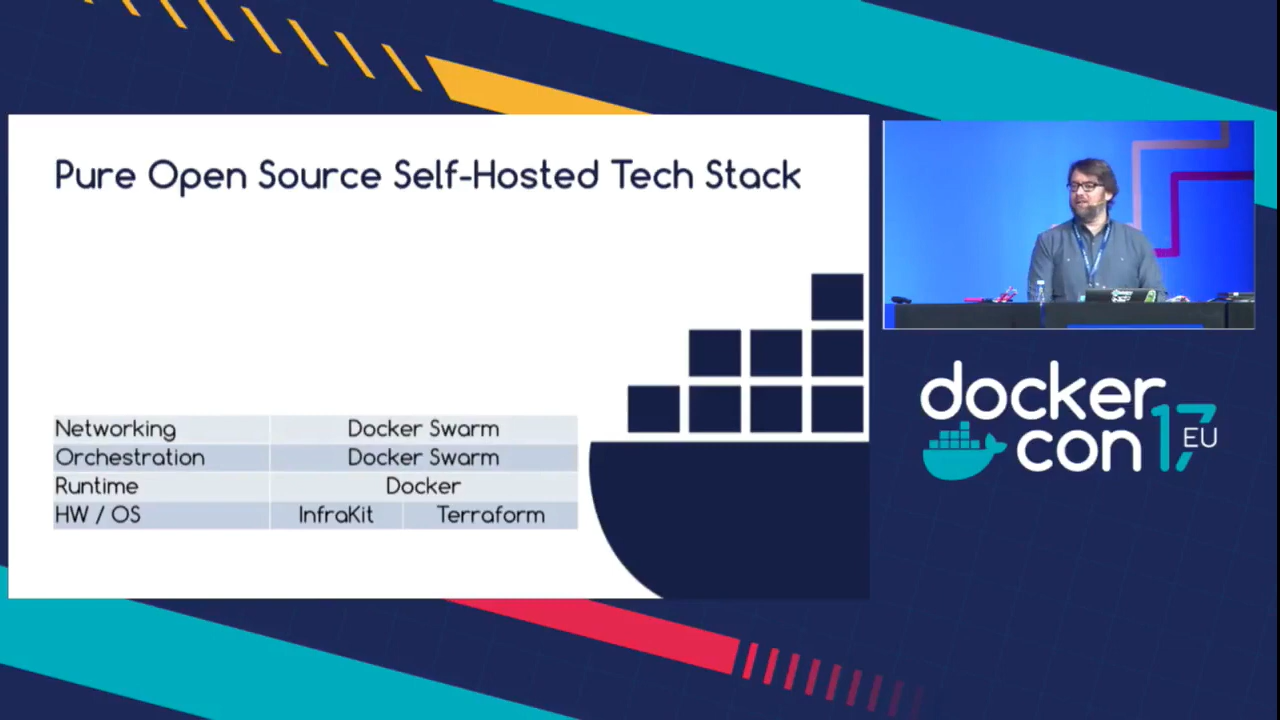 Pure Open Source Self-Hosted Tech Stack
Networking Docker Swarm
Orchestration Docker Swarm
Runtime Docker
HW / OS InfraKit Terraform
docker
con 17 EU